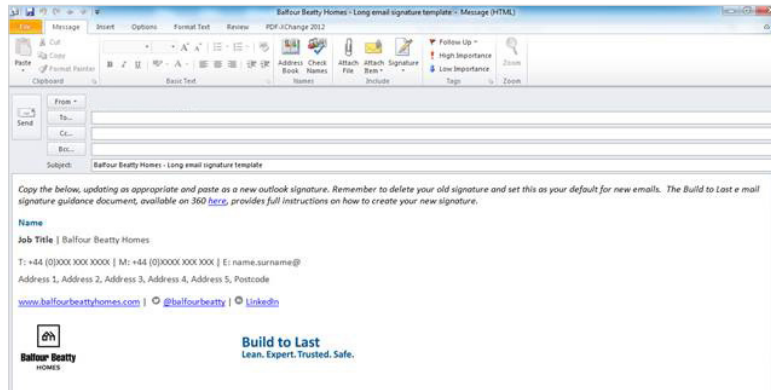 Balfour Beatty Homes - Long email signature template - Message (HTML)
File Message Insert Options Format Text Review PDF-XChange 2012
Paste
Cut
Copy
Format Painter
Clipboard
B I U
Basic Text
Address Book
Check Names
Names
Attach File
Attach Item
Signature
Include
Follow Up
High Importance
Low Importance
Tags
Zoom
Zoom
Send
From
To...
Cc...
Bcc...
Subject: Balfour Beatty Homes - Long email signature template
Copy the below, updating as appropriate and paste as a new outlook signature. Remember to delete your old signature and set this as your default for new emails. The Build to Last e mail
signature guidance document, available on 360 here, provides full instructions on how to create your new signature.
Name
Job Title | Balfour Beatty Homes
T: +44 (0)XXX XXX XXXX | M: +44 (0)XXXX XXX XXX | E: name.surname@
Address 1, Address 2, Address 3, Address 4, Address 5, Postcode
www.balfourbeattyhomes.com | @balfourbeatty | LinkedIn
Balfour Beatty
HOMES
Build to Last
Lean. Expert. Trusted. Safe.